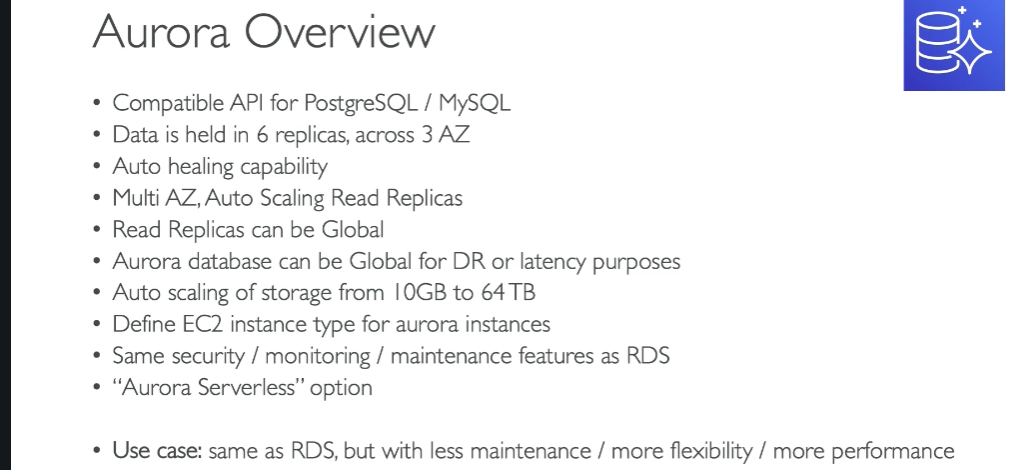 Aurora Overview
• Compatible API for PostgreSQL / MySQL
• Data is held in 6 replicas, across 3 AZ
• Auto healing capability
• Multi AZ, Auto Scaling Read Replicas
• Read Replicas can be Global
• Aurora database can be Global for DR or latency purposes
• Auto scaling of storage from 10GB to 64 TB
• Define EC2 instance type for aurora instances
• Same security / monitoring / maintenance features as RDS
• “Aurora Serverless” option
• Use case: same as RDS, but with less maintenance / more flexibility / more performance